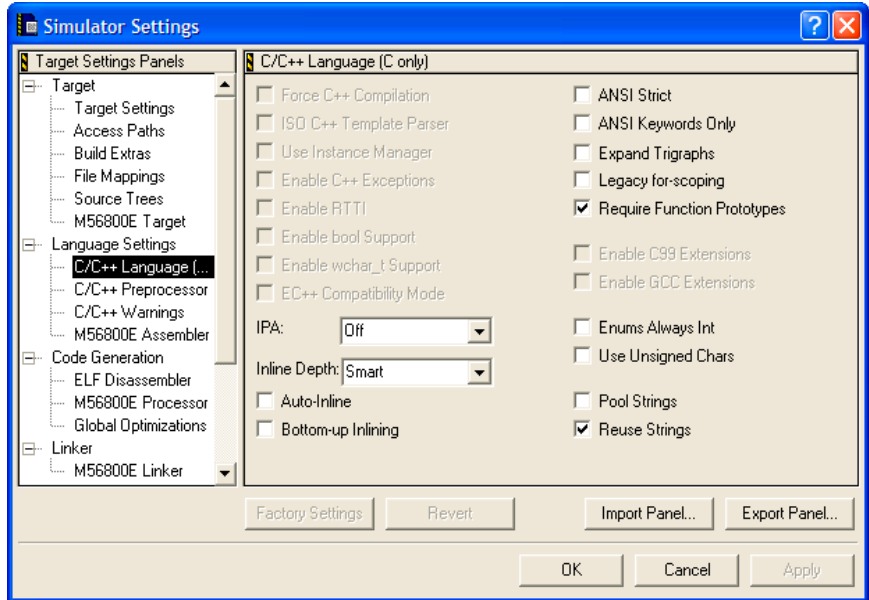 Simulator Settings
Target Settings Panels
Target
Target Settings
Access Paths
Build Extras
File Mappings
Source Trees
M56800E Target
Language Settings
C/C++ Language (...
C/C++ Preprocessor
C/C++ Warnings
M56800E Assembler
Code Generation
ELF Disassembler
M56800E Processor
Global Optimizations
Linker
M56800E Linker
C/C++ Language (C only)
Force C++ Compilation
ISO C++ Template Parser
Use Instance Manager
Enable C++ Exceptions
Enable RTTI
Enable bool Support
Enable wchar_t Support
EC++ Compatibility Mode
IPA: Off
Inline Depth: Smart
Auto-Inline
Bottom-up Inlining
ANSI Strict
ANSI Keywords Only
Expand Trigraphs
Legacy for-scoping
Require Function Prototypes
Enable C99 Extensions
Enable GCC Extensions
Enums Always Int
Use Unsigned Chars
Pool Strings
Reuse Strings
Factory Settings
Revert
Import Panel...
Export Panel...
OK
Cancel
Apply